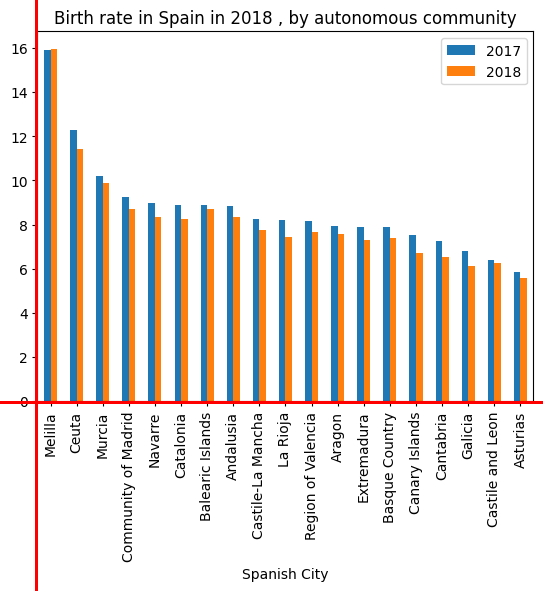 Birth rate in Spain in 2018 , by autonomous community
2017
2018
16
14
12
10
8
6
4
2
0
Melilla
Ceuta
Murcia
Community of Madrid
Navarre
Catalonia
Balearic Islands
Andalusia
Castile-La Mancha
La Rioja
Region of Valencia
Aragon
Extremadura
Basque Country
Canary Islands
Cantabria
Galicia
Castile and Leon
Asturias
Spanish City